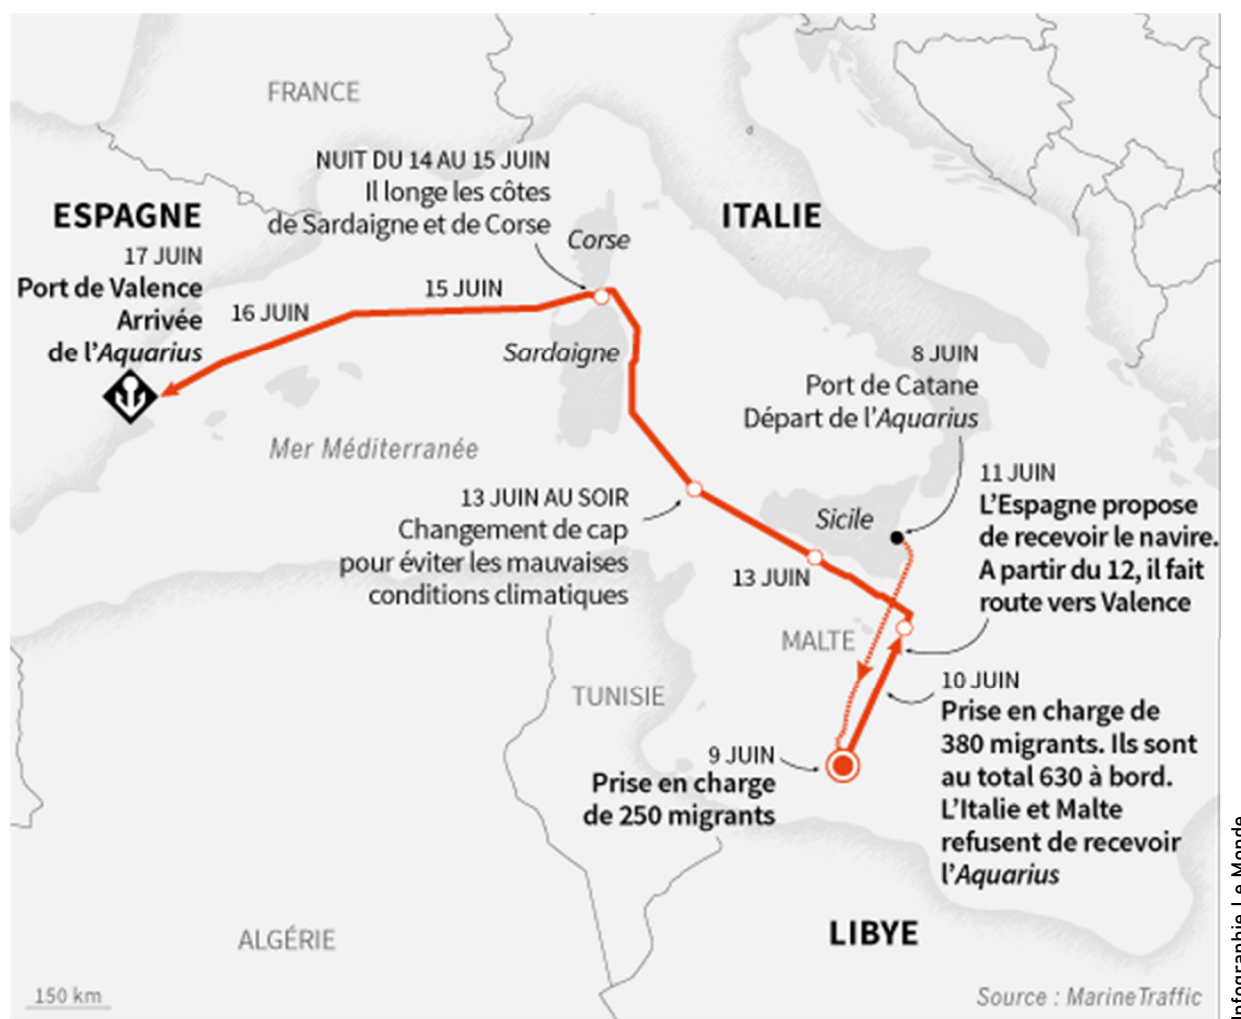 FRANCE
NUIT DU 14 AU 15 JUIN
Il longe les côtes
de Sardaigne et de Corse
ESPAGNE
17 JUIN
Port de Valence
Arrivée
de l’Aquarius
16 JUIN
15 JUIN
Corse
ITALIE
Sardaigne
8 JUIN
Port de Catane
Départ de l’Aquarius
Mer Méditerranée
13 JUIN AU SOIR
Changement de cap
pour éviter les mauvaises
conditions climatiques
Sicile
11 JUIN
L’Espagne propose
de recevoir le navire.
A partir du 12, il fait
route vers Valence
13 JUIN
MALTE
TUNISIE
10 JUIN
Prise en charge de
380 migrants. Ils sont
au total 630 à bord.
L’Italie et Malte
refusent de recevoir
l’Aquarius
9 JUIN
Prise en charge
de 250 migrants
ALGÉRIE
LIBYE
150 km
Source : MarineTraffic
Infographie Le Monde